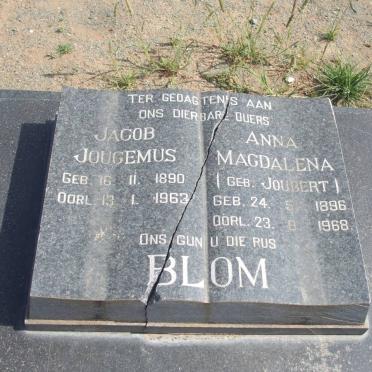 TER GEDAGTENIS AAN
ONS DIERBARE OUERS
JACOB
JOUGEMUS
GEB. 16. 11. 1890
OORL. 13. 1. 1963
ANNA
MAGDALENA
( GEB. JOUBERT )
GEB. 24. 5. 1896
OORL. 23. 1968
ONS GUN U DIE RUS
BLOM